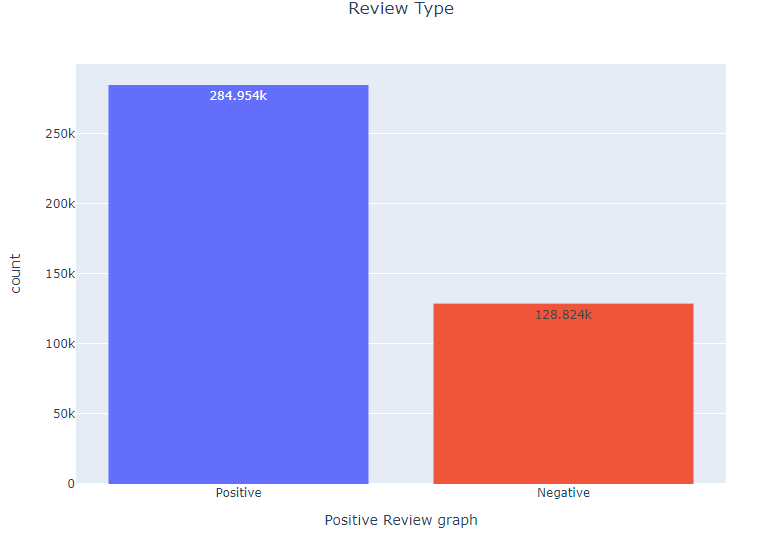 Review Type
284.954k
250k
200k
150k
128.824k
100k
50k
0
count
Positive
Negative
Positive Review graph